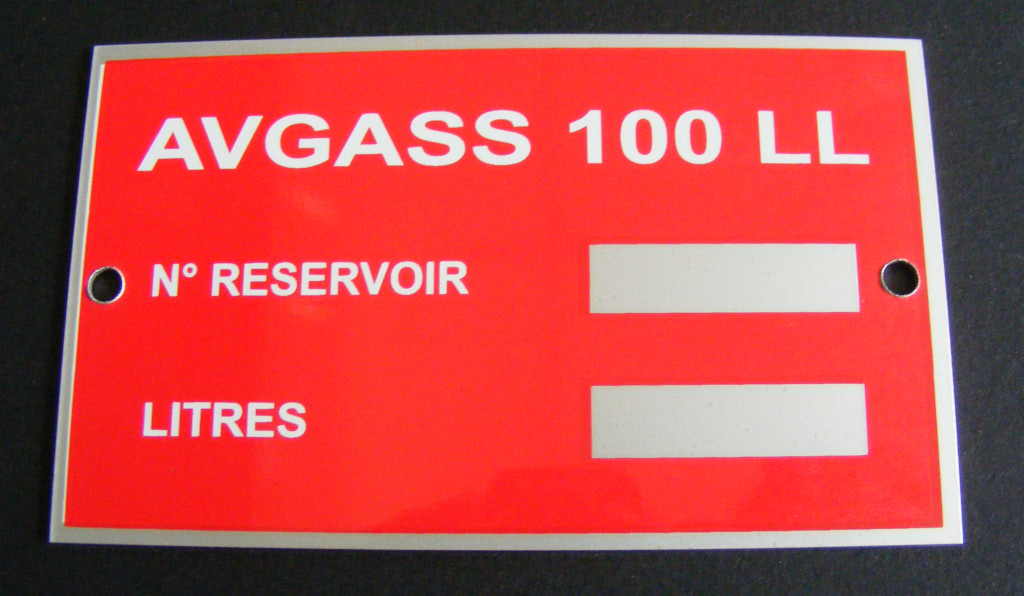 AVGASS 100 LL
N° RESERVOIR
LITRES